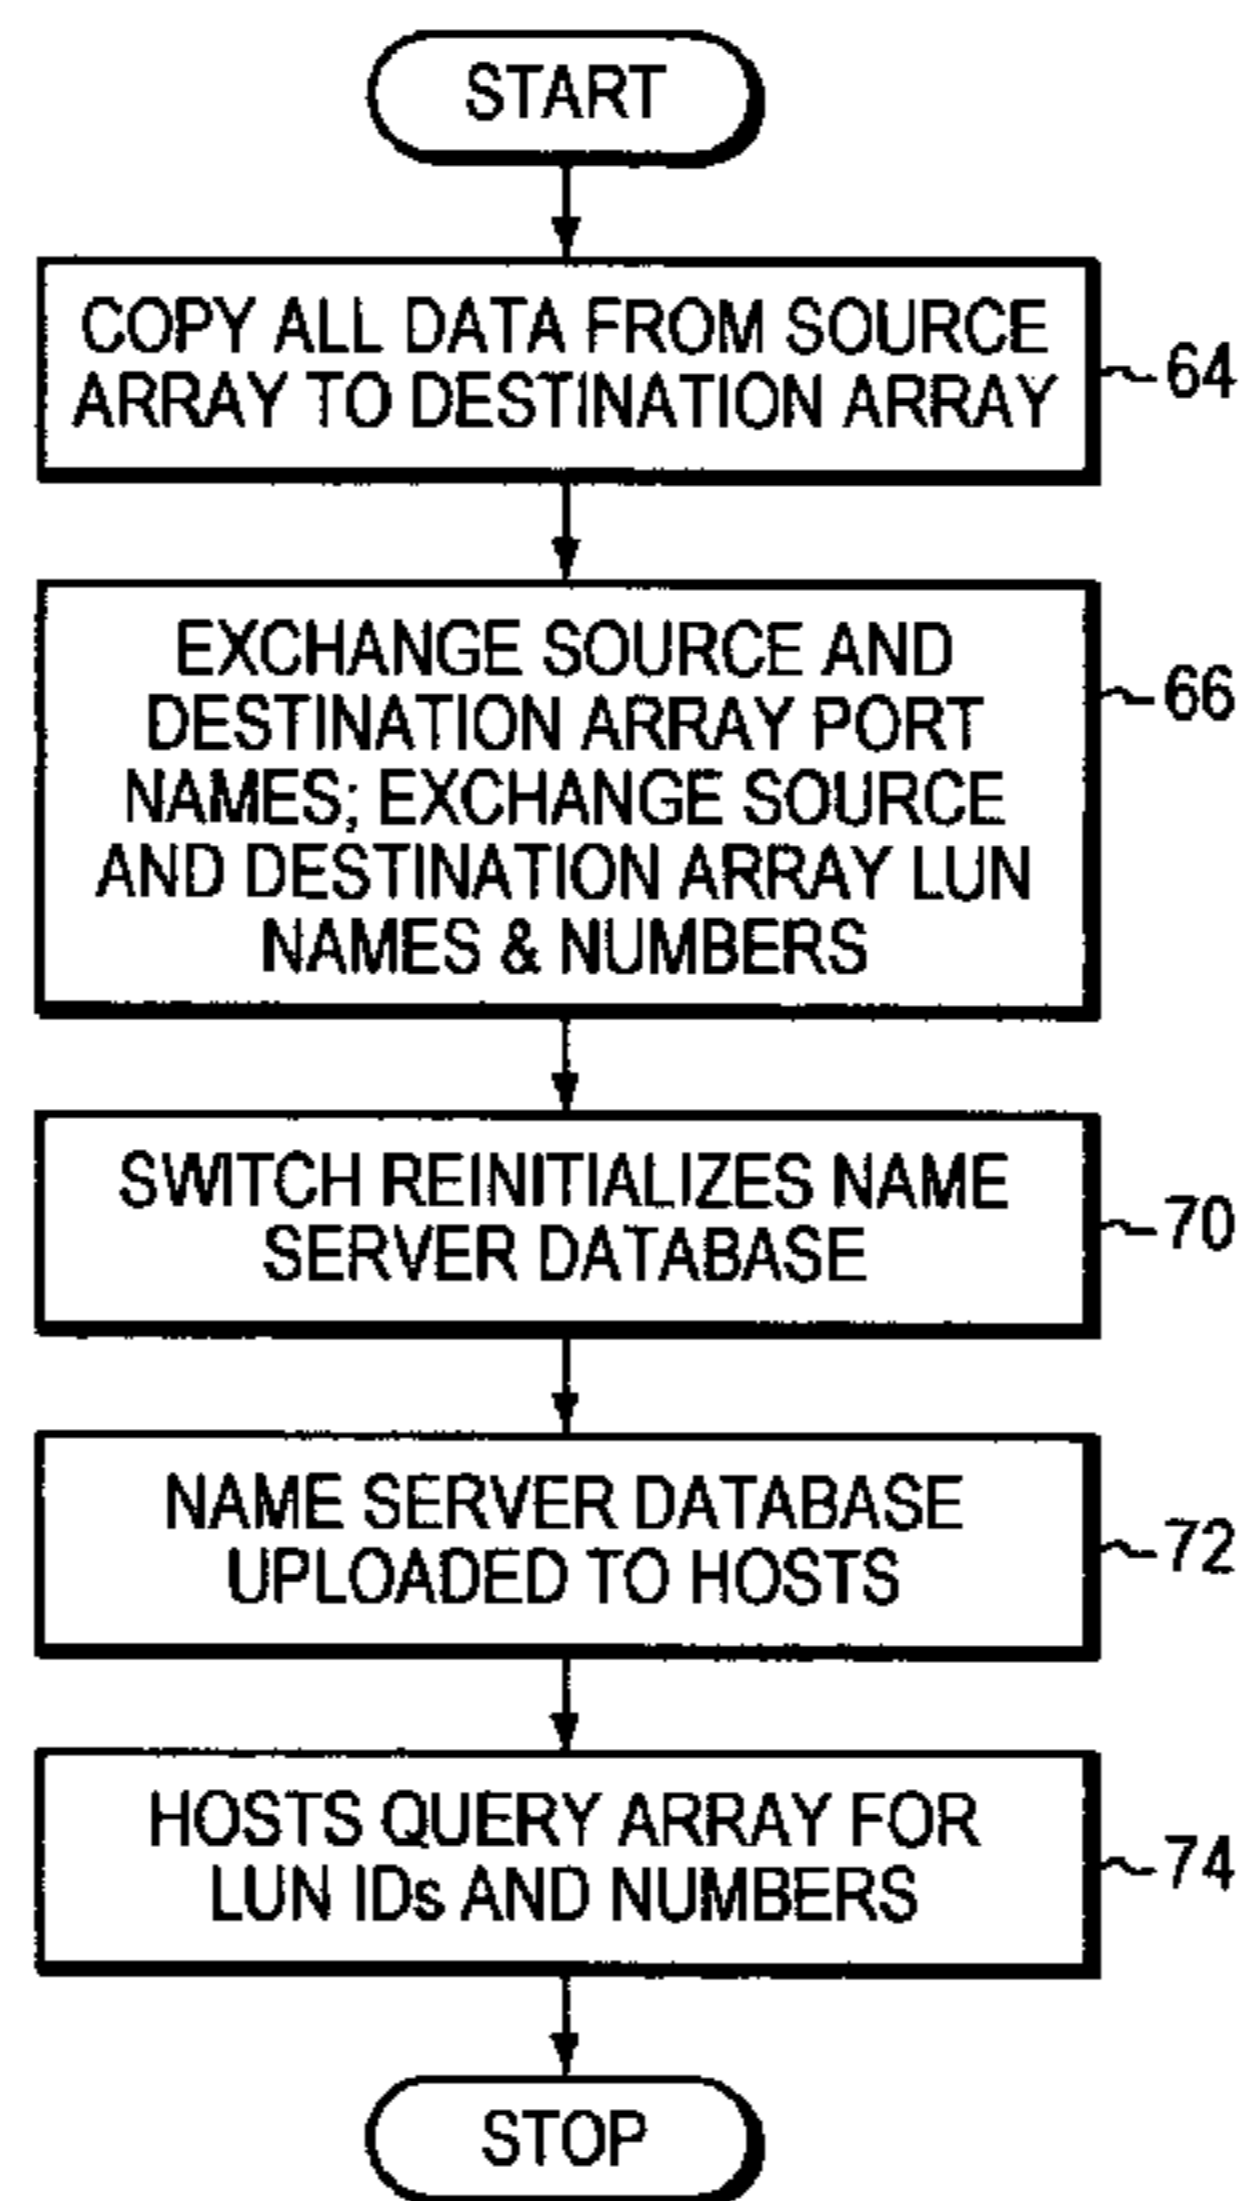 START
COPY ALL DATA FROM SOURCE
ARRAY TO DESTINATION ARRAY
64
EXCHANGE SOURCE AND
DESTINATION ARRAY PORT
NAMES; EXCHANGE SOURCE
AND DESTINATION ARRAY LUN
NAMES & NUMBERS
66
SWITCH REINITIALIZES NAME
SERVER DATABASE
70
NAME SERVER DATABASE
UPLOADED TO HOSTS
72
HOSTS QUERY ARRAY FOR
LUN IDs AND NUMBERS
74
STOP